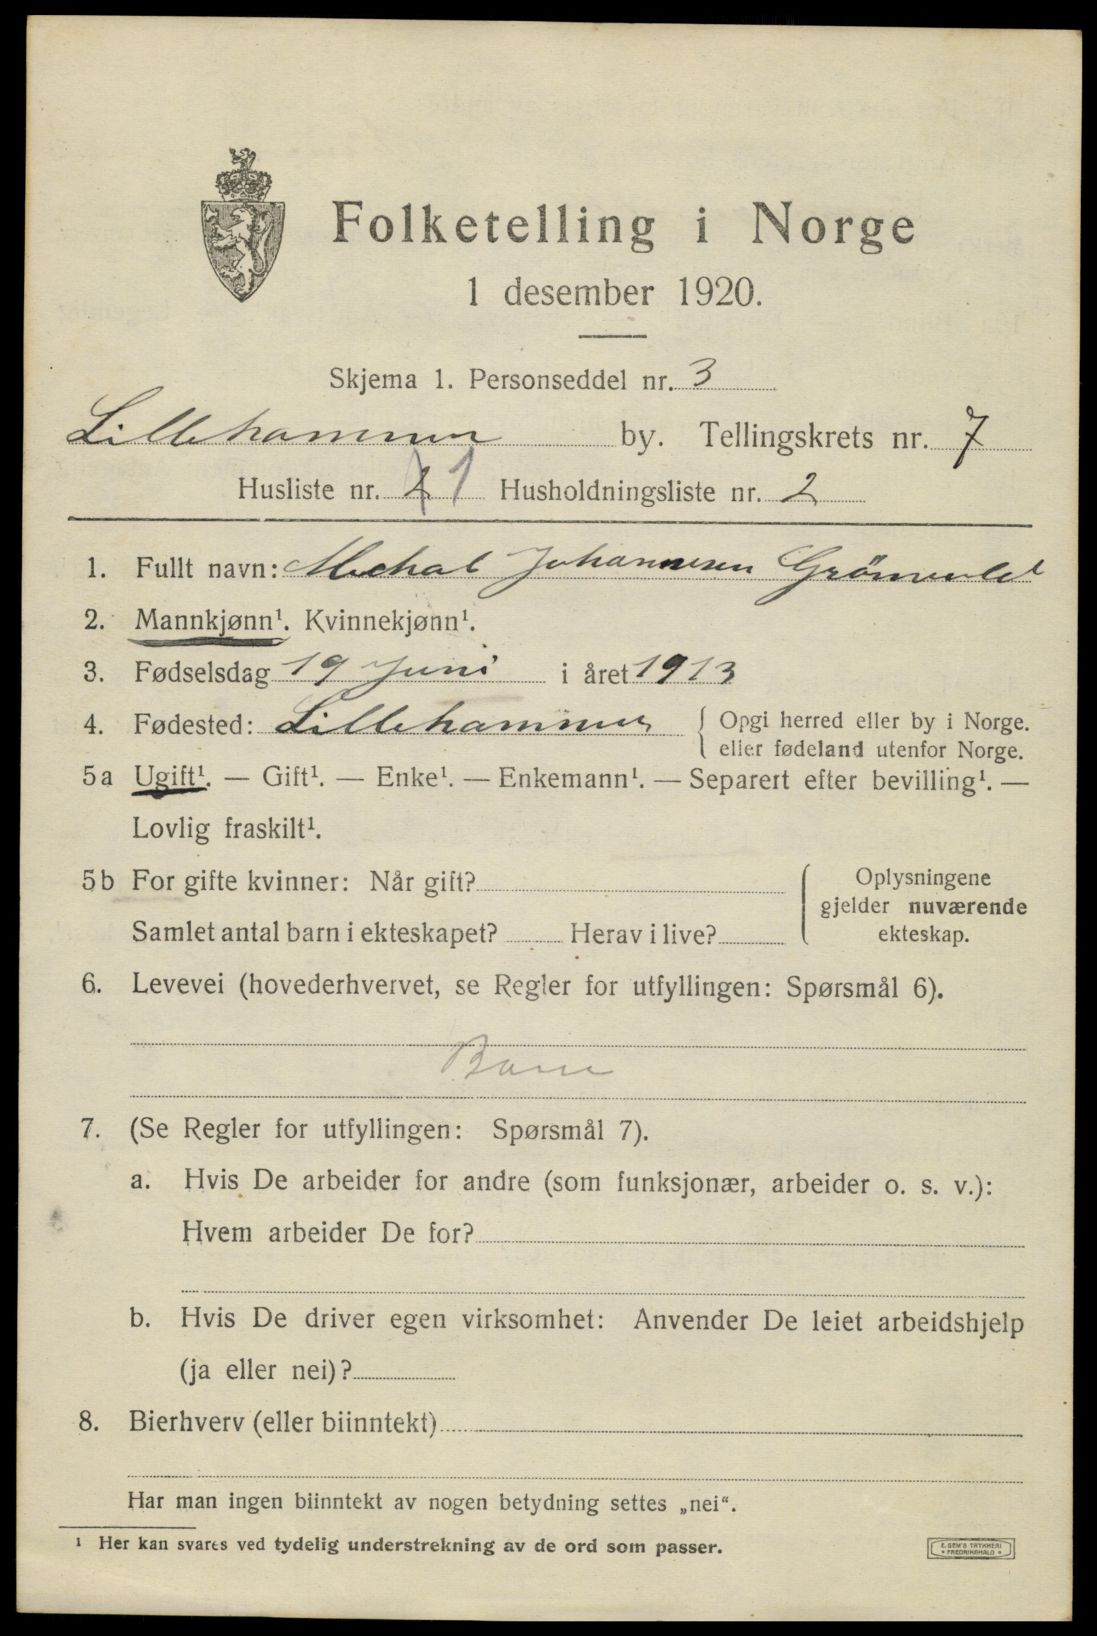 Folketelling i Norge
1 desember 1920.
Skjema 1. Personseddel nr. 3
Lillehammer by. Tellingskrets nr. 7
Husliste nr. 1 Husholdningsliste nr. 2
1. Fullt navn: Mechal Johannesen
2. Mannkjønn¹. Kvinnekjønn¹.
3. Fødselsdag 19 Juni i året 1913
4. Fødested: Lillehammer { Opgi herred eller by i Norge.
eller fødeland utenfor Norge.
5a Ugift¹. — Gift¹. — Enke¹. — Enkemann¹. — Separert efter bevilling¹. —
Lovlig fraskilt¹.
5b For gifte kvinner: Når gift? Oplysningene
gjelder nuværende
Samlet antal barn i ekteskapet? Herav i live? ekteskap.
6. Levevei (hovederhvervet, se Regler for utfyllingen: Spørsmål 6).
Barn
7. (Se Regler for utfyllingen: Spørsmål 7).
a. Hvis De arbeider for andre (som funksjonær, arbeider o. s. v.):
Hvem arbeider De for?
b. Hvis De driver egen virksomhet: Anvender De leiet arbeidshjelp
(ja eller nei)?
8. Bierhverv (eller biinntekt)
Har man ingen biinntekt av nogen betydning settes „nei“.
¹ Her kan svares ved tydelig understrekning av de ord som passer.
E. SEM'S TRYKKERI
• FREDRIKSHALD •